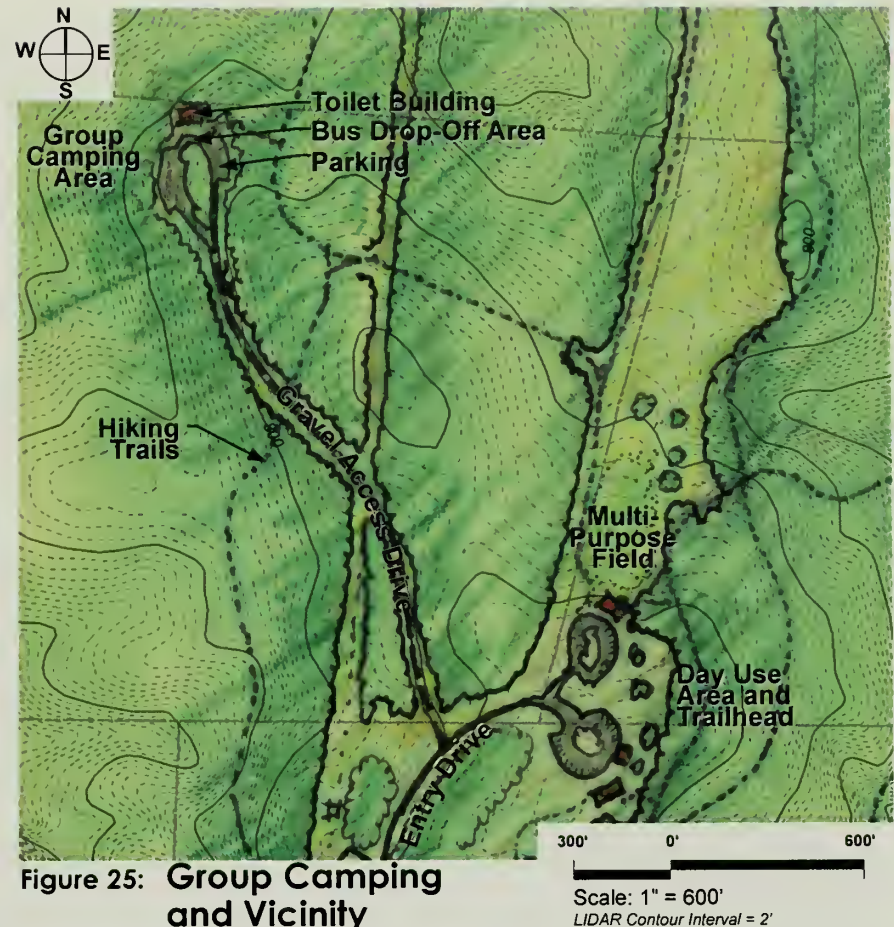 N
W E
S
Toilet Building
Bus Drop-Off Area
Parking
Group
Camping
Area
800
Hiking
Trails
800
Gravel Access Drive
Multi-
Purpose
Field
Day Use
Area and
Trailhead
Entry Drive
300' 0' 600'
Scale: 1" = 600'
LIDAR Contour Interval = 2'
Figure 25: Group Camping
and Vicinity